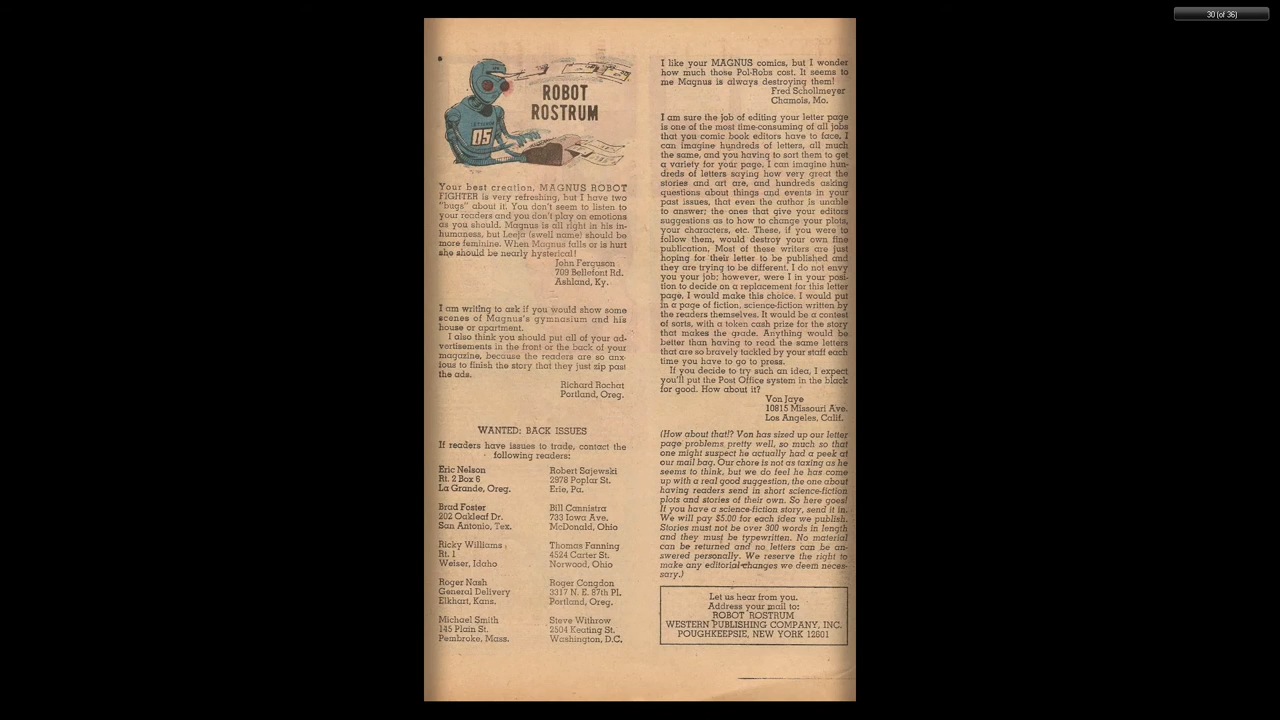 30 (of 36)
ROBOT
ROSTRUM
LETTERBOX
05
Your best creation, MAGNUS ROBOT
FIGHTER is very refreshing, but I have two
"bugs" about it. You don't seem to listen to
your readers and you don't play on emotions
as you should. Magnus is all right in his in-
humaness, but Leeja (swell name) should be
more feminine. When Magnus falls or is hurt
she should be nearly hysterical!
John Ferguson
709 Bellefont Rd.
Ashland, Ky.
I am writing to ask if you would show some
scenes of Magnus's gymnasium and his
house or apartment.
I also think you should put all of your ad-
vertisements in the front or the back of your
magazine, because the readers are so anx-
ious to finish the story that they just zip past
the ads.
Richard Rochat
Portland, Oreg.
WANTED: BACK ISSUES
If readers have issues to trade, contact the
following readers:
Eric Nelson
Rt. 2 Box 6
La Grande, Oreg.
Brad Foster
202 Oakleaf Dr.
San Antonio, Tex.
Ricky Williams
Rt. 1
Weiser, Idaho
Roger Nash
General Delivery
Elkhart, Kans.
Michael Smith
145 Plain St.
Pembroke, Mass.
Robert Sajewski
2978 Poplar St.
Erie, Pa.
Bill Cannistra
733 Iowa Ave.
McDonald, Ohio
Thomas Fanning
4524 Carter St.
Norwood, Ohio
Roger Congdon
3317 N. E. 87th Pl.
Portland, Oreg.
Steve Withrow
2504 Keating St.
Washington, D.C.
I like your MAGNUS comics, but I wonder
how much those Pol-Robs cost. It seems to
me Magnus is always destroying them!
Fred Schollmeyer
Chamois, Mo.
I am sure the job of editing your letter page
is one of the most time-consuming of all jobs
that you comic book editors have to face. I
can imagine hundreds of letters, all much
the same, and you having to sort them to get
a variety for your page. I can imagine hun-
dreds of letters saying how very great the
stories and art are, and hundreds asking
questions about things and events in your
past issues, that even the author is unable
to answer; the ones that give your editors
suggestions as to how to change your plots,
your characters, etc. These, if you were to
follow them, would destroy your own fine
publication. Most of these writers are just
hoping for their letter to be published and
they are trying to be different. I do not envy
you your job; however, were I in your posi-
tion to decide on a replacement for this letter
page, I would make this choice. I would put
in a page of fiction, science-fiction written by
the readers themselves. It would be a contest
of sorts, with a token cash prize for the story
that makes the grade. Anything would be
better than having to read the same letters
that are so bravely tackled by your staff each
time you have to go to press.
If you decide to try such an idea, I expect
you'll put the Post Office system in the black
for good. How about it?
Von Jaye
10815 Missouri Ave.
Los Angeles, Calif.
(How about that!? Von has sized up our letter
page problems pretty well, so much so that
one might suspect he actually had a peek at
our mail bag. Our chore is not as taxing as he
seems to think, but we do feel he has come
up with a real good suggestion, the one about
having readers send in short science-fiction
plots and stories of their own. So here goes!
If you have a science-fiction story, send it in.
We will pay $5.00 for each idea we publish.
Stories must not be over 300 words in length
and they must be typewritten. No material
can be returned and no letters can be an-
swered personally. We reserve the right to
make any editorial changes we deem neces-
sary.)
Let us hear from you.
Address your mail to:
ROBOT ROSTRUM
WESTERN PUBLISHING COMPANY, INC.
POUGHKEEPSIE, NEW YORK 12601